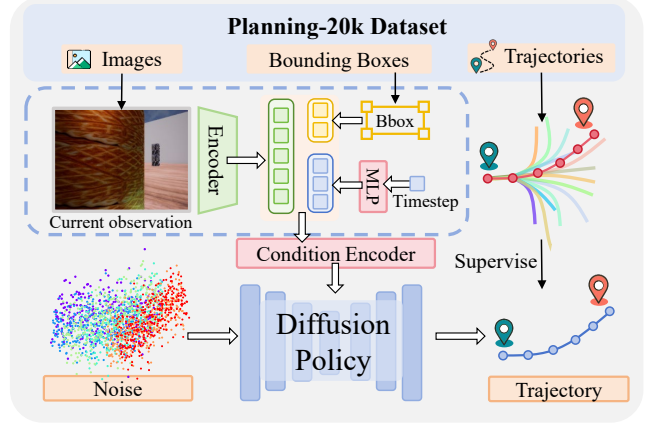 Planning-20k Dataset
Images
Bounding Boxes
Trajectories
Encoder
Bbox
MLP
Timestep
Current observation
Condition Encoder
Supervise
Diffusion
Policy
Noise
Trajectory